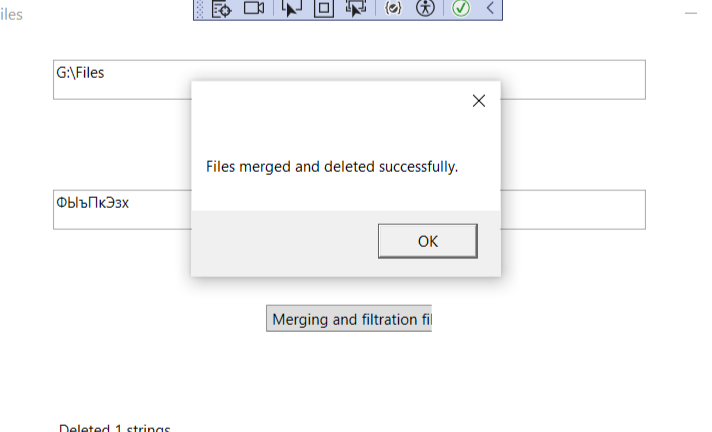 iles
G:\Files
Files merged and deleted successfully.
ФЫъПкЭзх
OK
Merging and filtration fil
Deleted 1 strings